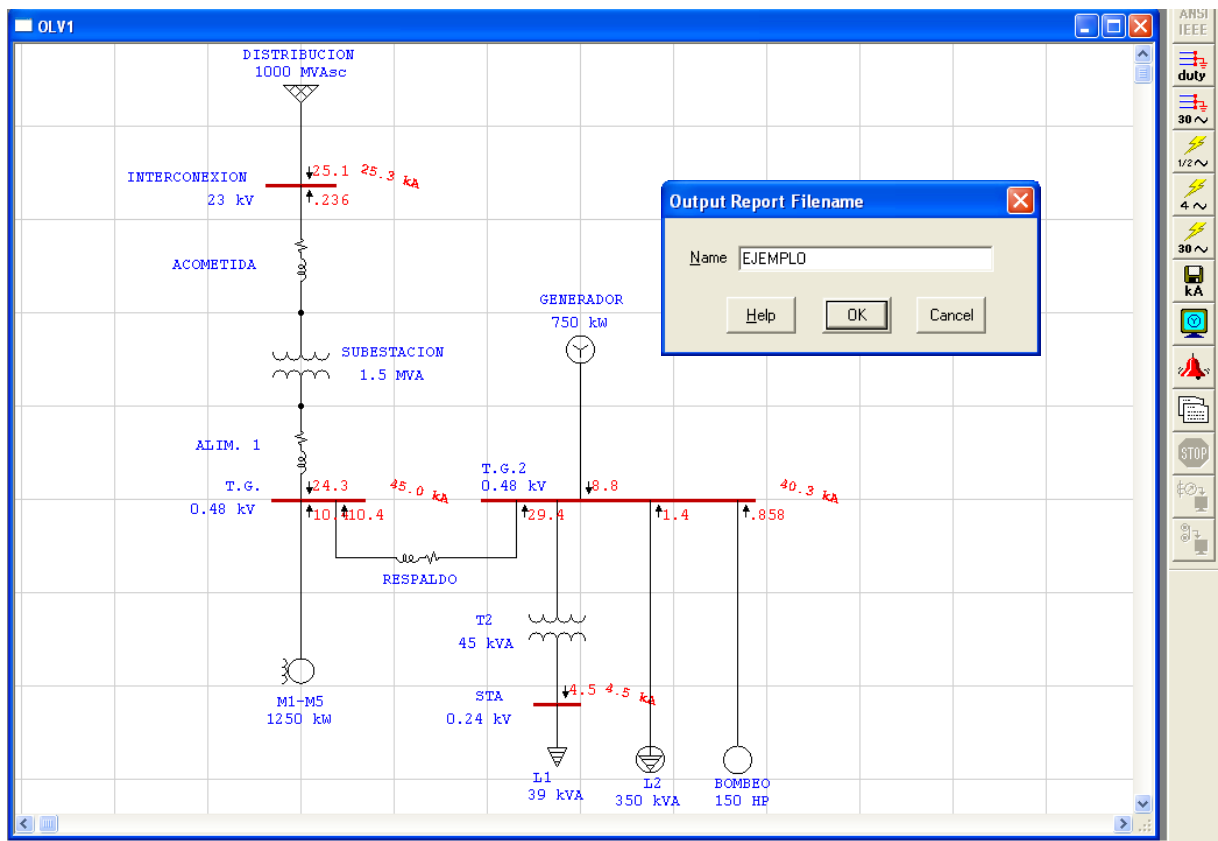 OLV1
ANSI
IEEE
DISTRIBUCION
1000 MVAsc
duty
30
25.1
25.3 kA
INTERCONEXION
23 kV
.236
1/2
Output Report Filename
4
Name EJEMPLO
30
ACOMETIDA
kA
GENERADOR
750 kW
Help
OK
Cancel
SUBESTACION
1.5 MVA
ALIM. 1
STOP
T.G.
0.48 kV
24.3
45.0 kA
10.4
T.G.2
0.48 kV
8.8
40.3 kA
29.4
1.4
.858
RESPALDO
T2
45 kVA
STA
0.24 kV
4.5
4.5 kA
M1-M5
1250 kW
L1
39 kVA
L2
350 kVA
BOMBEO
150 HP